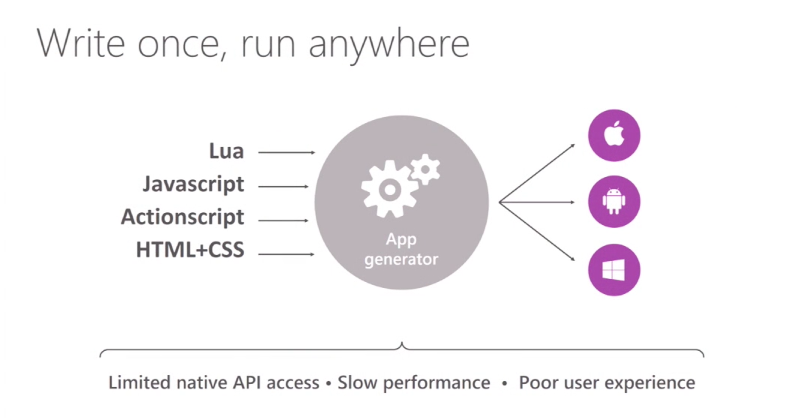 Write once, run anywhere
Lua
Javascript
Actionscript
HTML+CSS
App
generator
Limited native API access • Slow performance • Poor user experience